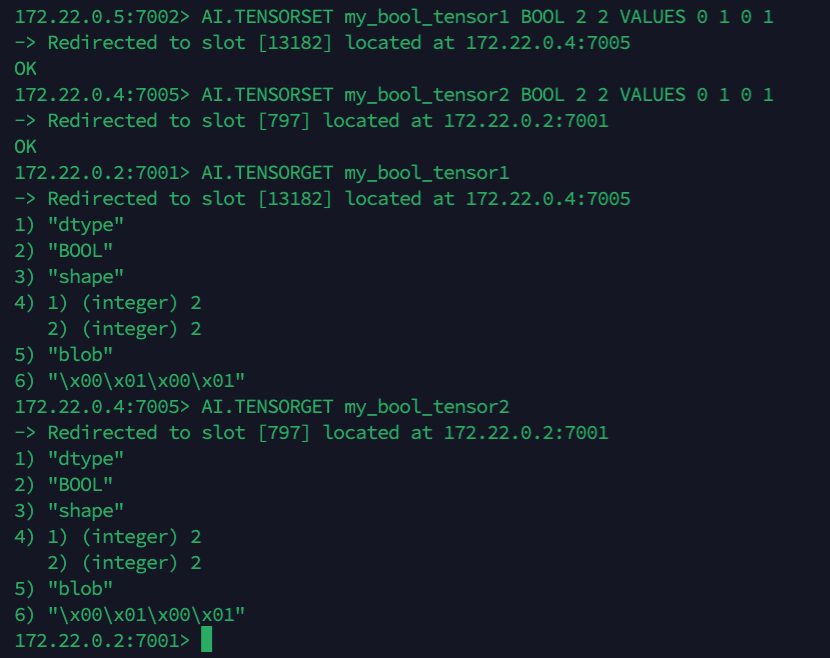 172.22.0.5:7002> AI.TENSORSET my_bool_tensor1 BOOL 2 2 VALUES 0 1 0 1
-> Redirected to slot [13182] located at 172.22.0.4:7005
OK
172.22.0.4:7005> AI.TENSORSET my_bool_tensor2 BOOL 2 2 VALUES 0 1 0 1
-> Redirected to slot [797] located at 172.22.0.2:7001
OK
172.22.0.2:7001> AI.TENSORGET my_bool_tensor1
-> Redirected to slot [13182] located at 172.22.0.4:7005
1) "dtype"
2) "BOOL"
3) "shape"
4) 1) (integer) 2
   2) (integer) 2
5) "blob"
6) "\x00\x01\x00\x01"
172.22.0.4:7005> AI.TENSORGET my_bool_tensor2
-> Redirected to slot [797] located at 172.22.0.2:7001
1) "dtype"
2) "BOOL"
3) "shape"
4) 1) (integer) 2
   2) (integer) 2
5) "blob"
6) "\x00\x01\x00\x01"
172.22.0.2:7001>